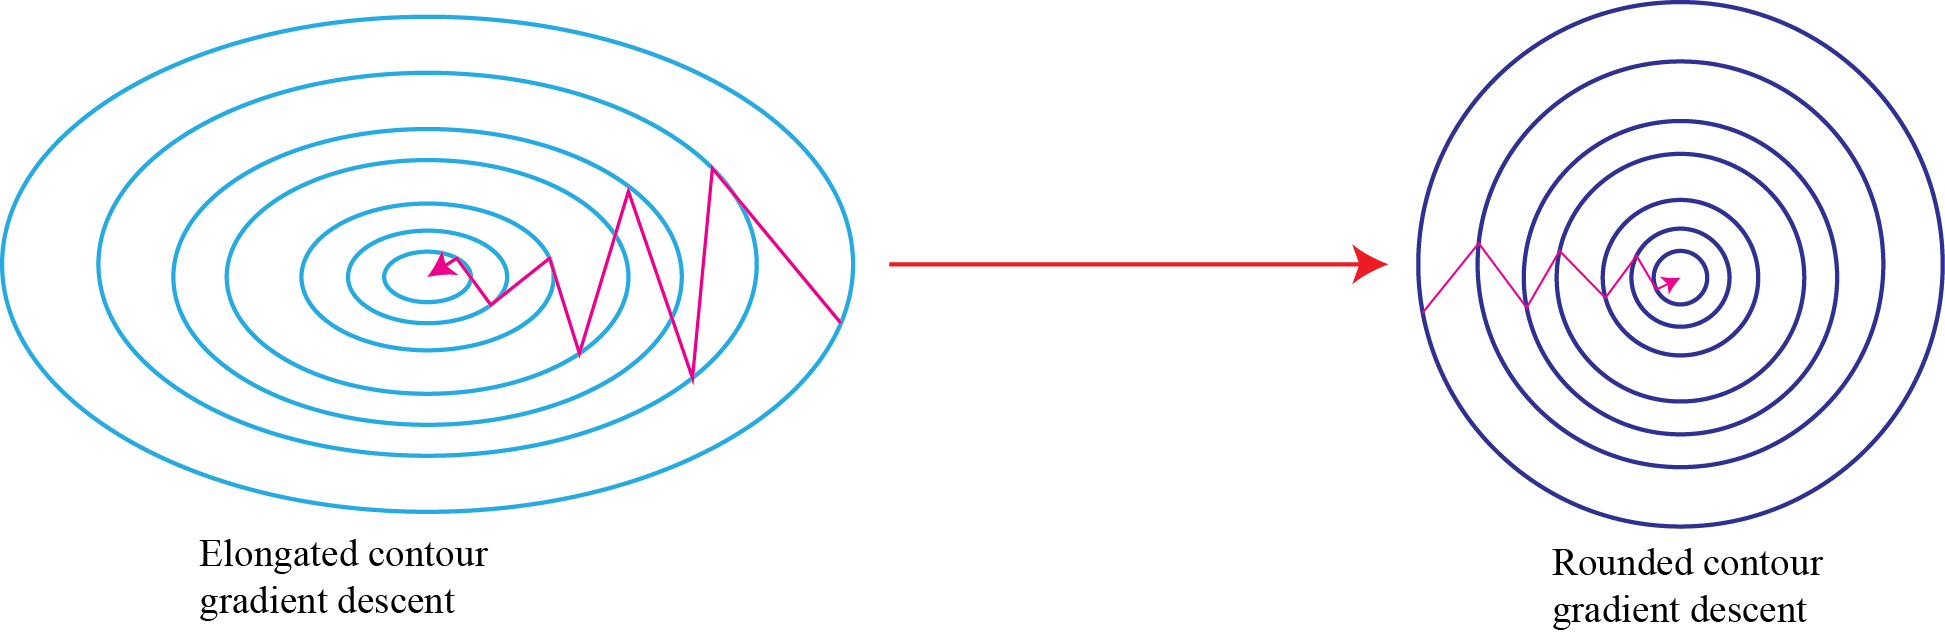 Elongated contour
gradient descent
Rounded contour
gradient descent